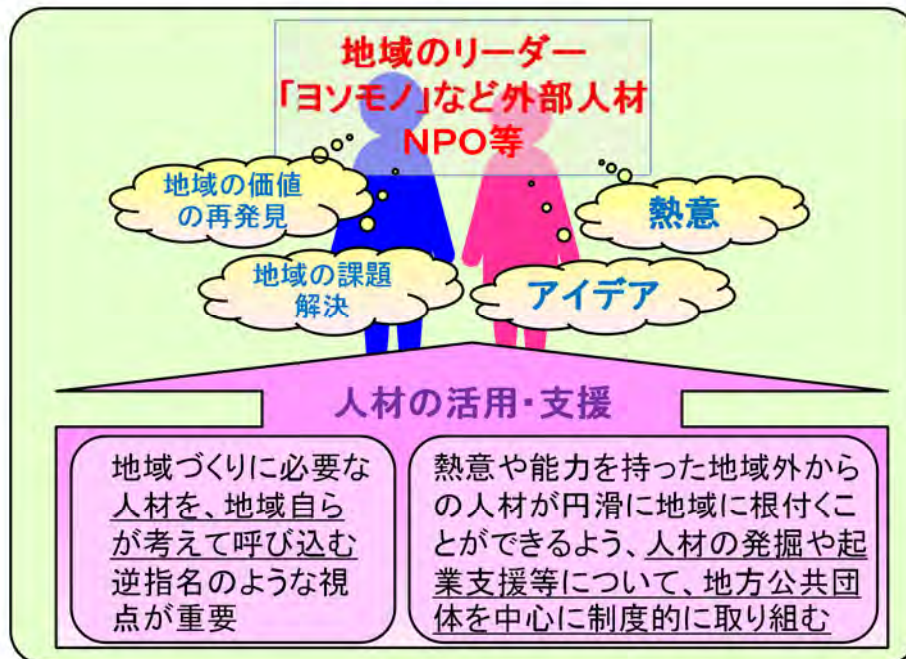 地域のリーダー
「ヨソモノ」など外部人材
NPO等
地域の価値
の再発見
熱意
地域の課題
解決
アイデア
人材の活用・支援
地域づくりに必要な
人材を、地域自ら
が考えて呼び込む
逆指名のような視
点が重要
熱意や能力を持った地域外から
の人材が円滑に地域に根付くこ
とができるよう、人材の発掘や起
業支援等について、地方公共団
体を中心に制度的に取り組む